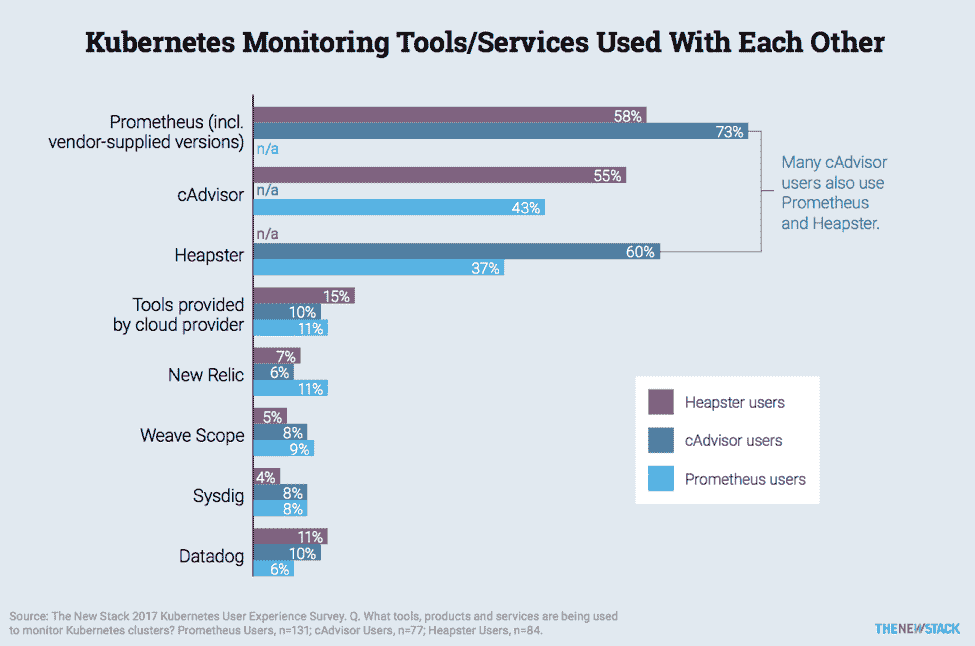 Kubernetes Monitoring Tools/Services Used With Each Other
Prometheus (incl.
vendor-supplied versions)
58%
73%
n/a
cAdvisor
55%
n/a
43%
Heapster
n/a
60%
37%
Many cAdvisor
users also use
Prometheus
and Heapster.
Tools provided
by cloud provider
15%
10%
11%
New Relic
7%
6%
11%
Weave Scope
5%
8%
9%
Sysdig
4%
8%
8%
Datadog
11%
10%
6%
Heapster users
cAdvisor users
Prometheus users
Source: The New Stack 2017 Kubernetes User Experience Survey. Q. What tools, products and services are being used
to monitor Kubernetes clusters? Prometheus Users, n=131; cAdvisor Users, n=77; Heapster Users, n=84.
THENEWSTACK